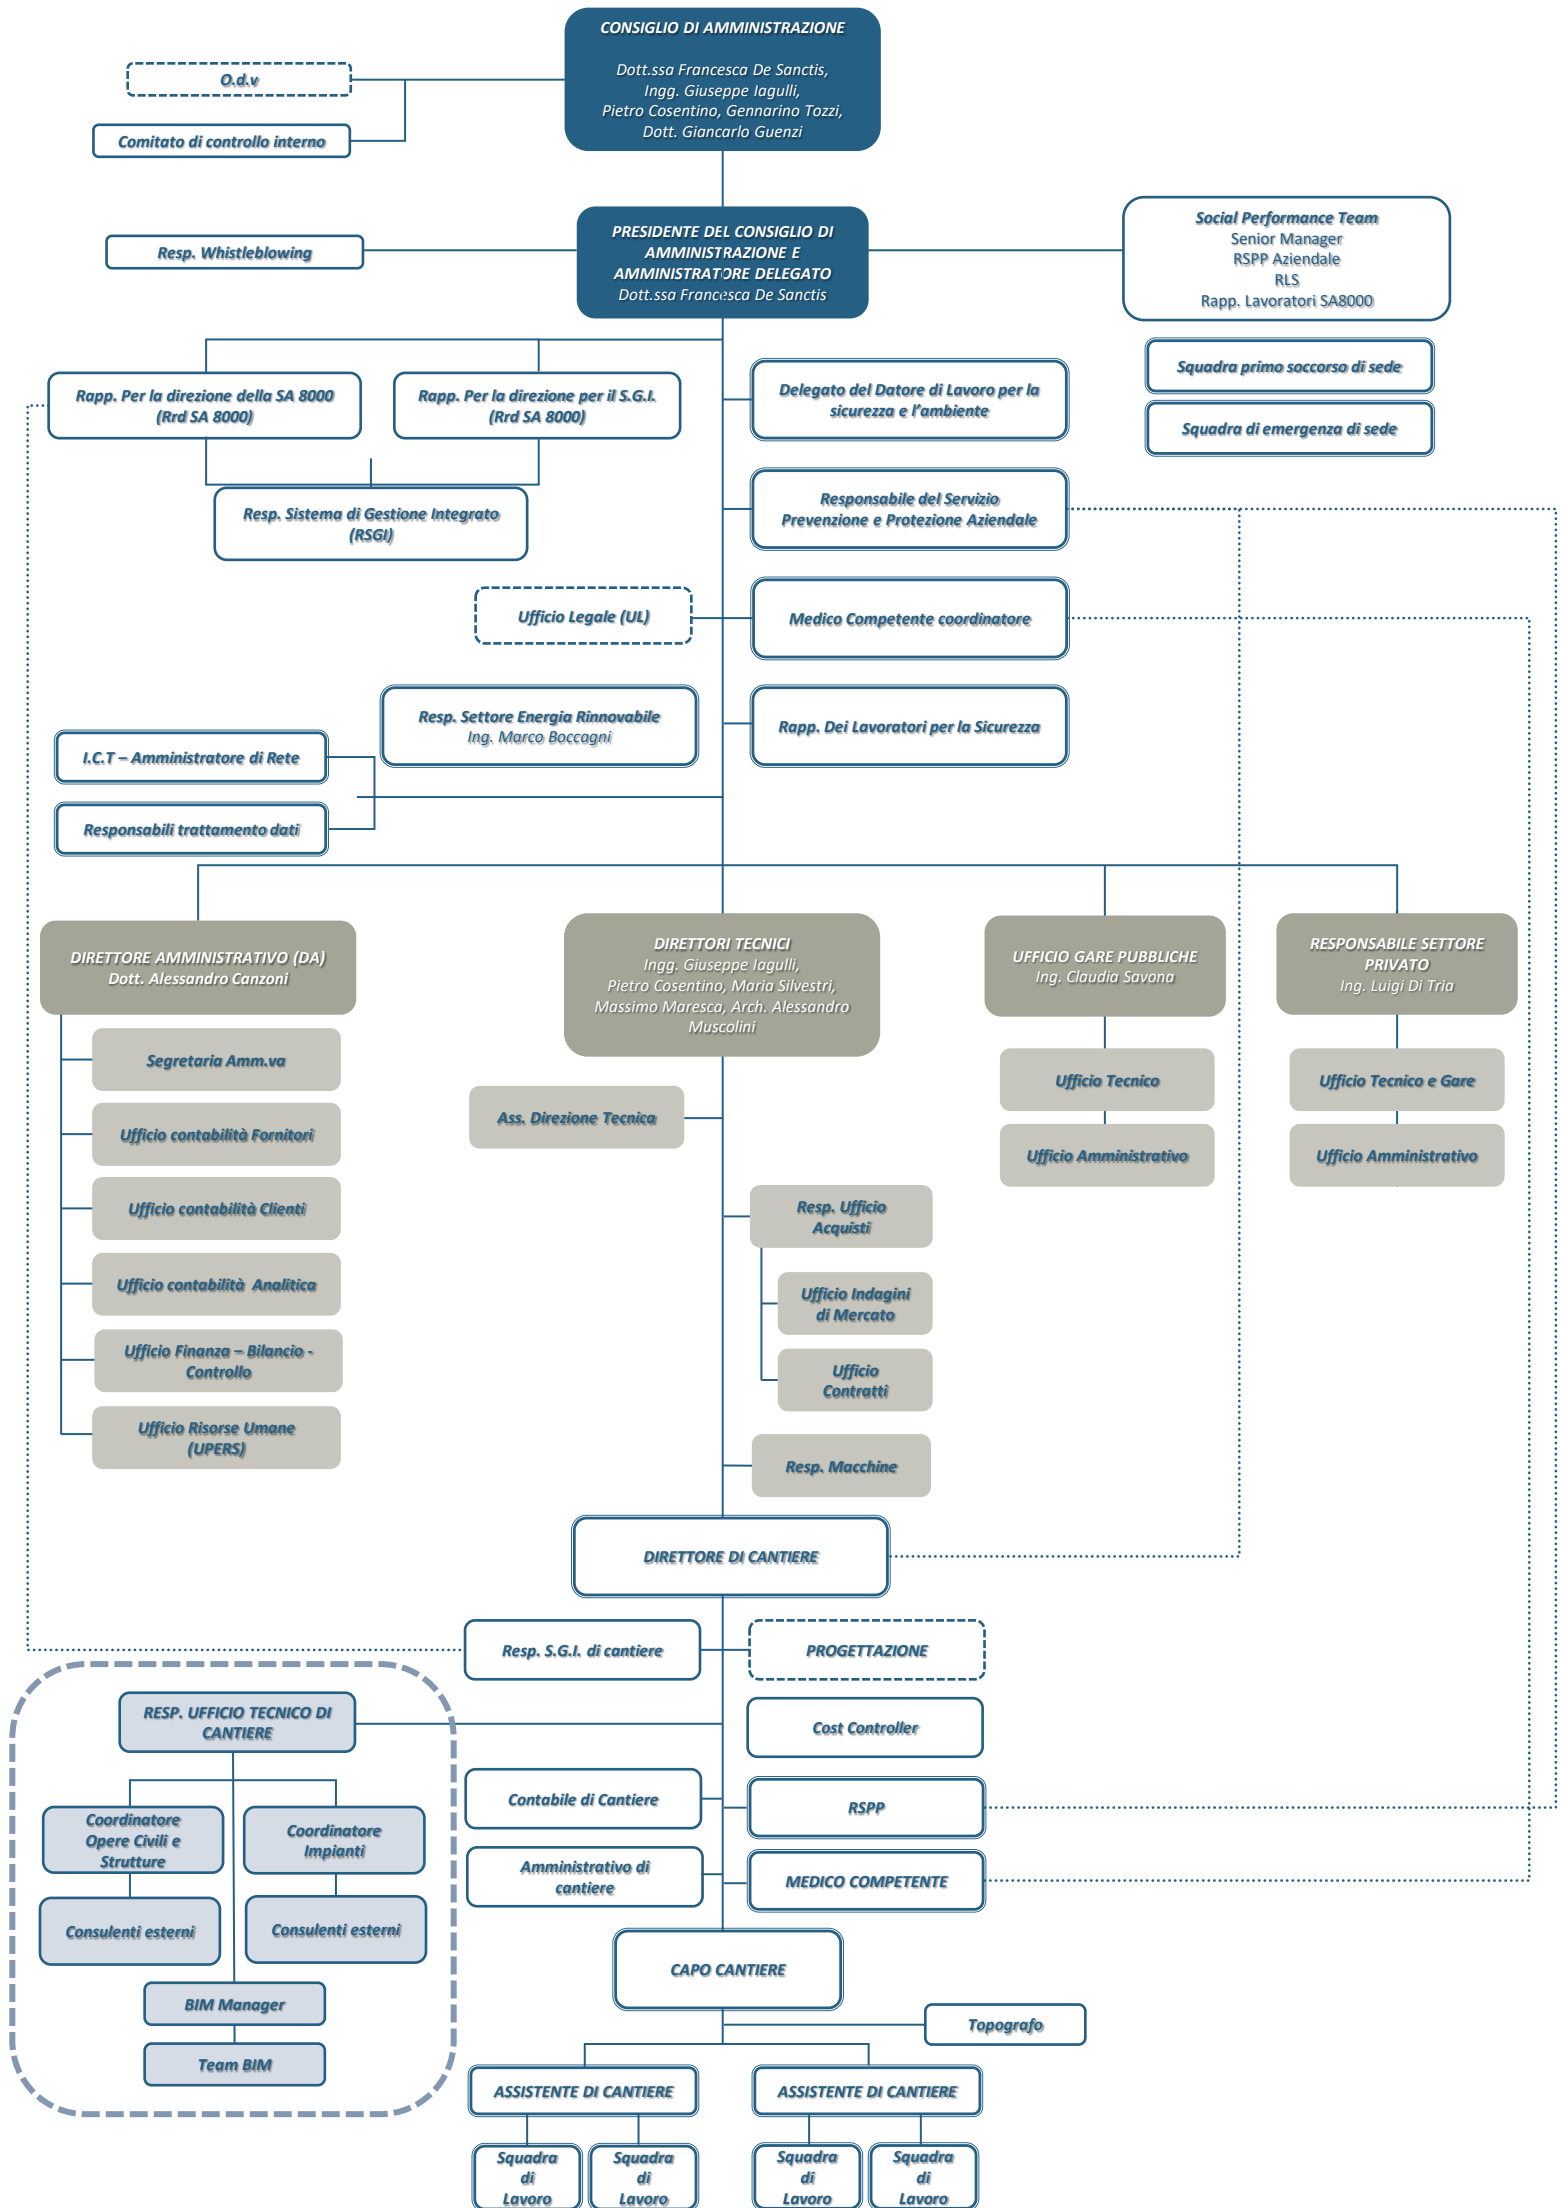 CONSIGLIO DI AMMINISTRAZIONE
Dott.ssa Francesca De Sanctis,
Ingg. Giuseppe Iagulli,
Pietro Cosentino, Gennarino Tozzi,
Dott. Giancarlo Guenzi
O.d.v
Comitato di controllo interno
PRESIDENTE DEL CONSIGLIO DI
AMMINISTRAZIONE E
AMMINISTRATORE DELEGATO
Dott.ssa Francesca De Sanctis
Resp. Whistleblowing
Social Performance Team
Senior Manager
RSPP Aziendale
RLS
Rapp. Lavoratori SA8000
Squadra primo soccorso di sede
Squadra di emergenza di sede
Rapp. Per la direzione della SA 8000
(Rrd SA 8000)
Rapp. Per la direzione per il S.G.I.
(Rrd SA 8000)
Delegato del Datore di Lavoro per la
sicurezza e l'ambiente
Resp. Sistema di Gestione Integrato
(RSGI)
Responsabile del Servizio
Prevenzione e Protezione Aziendale
Ufficio Legale (UL)
Medico Competente coordinatore
Resp. Settore Energia Rinnovabile
Ing. Marco Boccagni
Rapp. Dei Lavoratori per la Sicurezza
I.C.T – Amministratore di Rete
Responsabili trattamento dati
DIRETTORE AMMINISTRATIVO (DA)
Dott. Alessandro Canzoni
DIRETTORI TECNICI
Ingg. Giuseppe Iagulli,
Pietro Cosentino, Maria Silvestri,
Massimo Maresca, Arch. Alessandro
Muscolini
UFFICIO GARE PUBBLICHE
Ing. Claudia Savona
RESPONSABILE SETTORE
PRIVATO
Ing. Luigi Di Tria
Segretaria Amm.va
Ufficio contabilità Fornitori
Ufficio contabilità Clienti
Ufficio contabilità Analitica
Ufficio Finanza – Bilancio -
Controllo
Ufficio Risorse Umane
(UPERS)
Ass. Direzione Tecnica
Ufficio Tecnico
Ufficio Amministrativo
Ufficio Tecnico e Gare
Ufficio Amministrativo
Resp. Ufficio
Acquisti
Ufficio Indagini
di Mercato
Ufficio
Contratti
Resp. Macchine
DIRETTORE DI CANTIERE
Resp. S.G.I. di cantiere
PROGETTAZIONE
RESP. UFFICIO TECNICO DI
CANTIERE
Cost Controller
Contabile di Cantiere
RSPP
Coordinatore
Opere Civili e
Strutture
Coordinatore
Impianti
Amministrativo di
cantiere
MEDICO COMPETENTE
Consulenti esterni
Consulenti esterni
CAPO CANTIERE
BIM Manager
Topografo
Team BIM
ASSISTENTE DI CANTIERE
ASSISTENTE DI CANTIERE
Squadra
di
Lavoro
Squadra
di
Lavoro
Squadra
di
Lavoro
Squadra
di
Lavoro